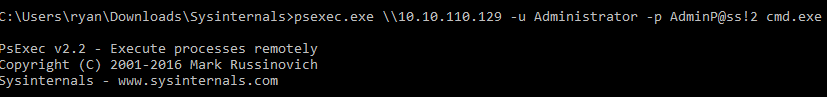 C:\Users\ryan\Downloads\Sysinternals>psexec.exe \\10.10.110.129 -u Administrator -p AdminP@ss!2 cmd.exe
PsExec v2.2 - Execute processes remotely
Copyright (C) 2001-2016 Mark Russinovich
Sysinternals - www.sysinternals.com